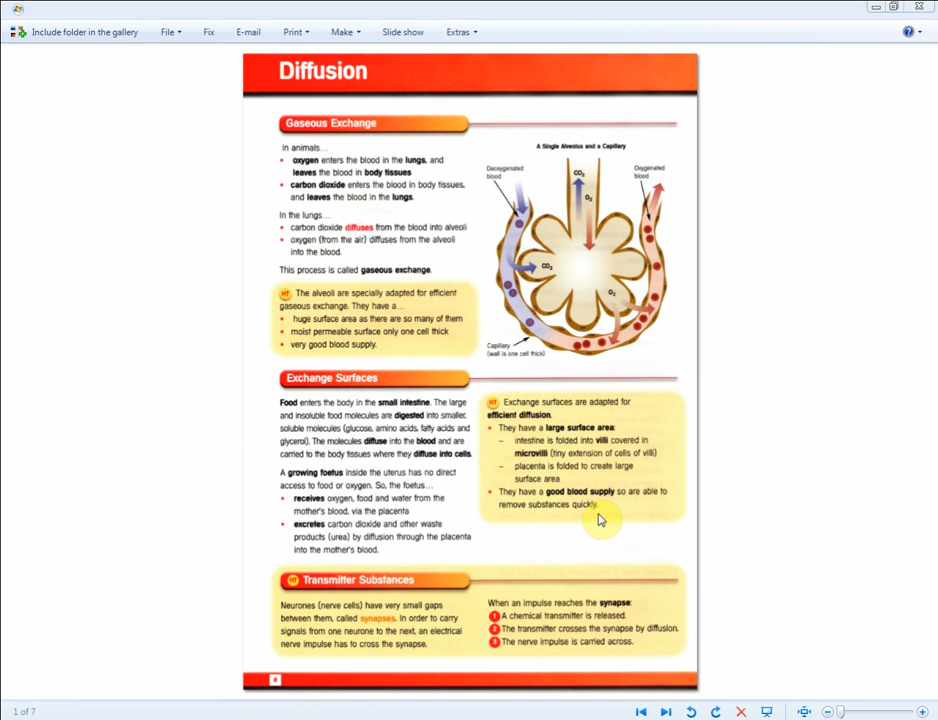 Include folder in the gallery File Fix E-mail Print Make Slide show Extras
Diffusion
Gaseous Exchange
In animals…
• oxygen enters the blood in the lungs, and
leaves the blood in body tissues
• carbon dioxide enters the blood in body tissues,
and leaves the blood in the lungs.
In the lungs…
• carbon dioxide diffuses from the blood into alveoli
• oxygen (from the air) diffuses from the alveoli
into the blood.
This process is called gaseous exchange.
HT The alveoli are specially adapted for efficient
gaseous exchange. They have a…
• huge surface area as there are so many of them
• moist permeable surface only one cell thick
• very good blood supply.
A Single Alveolus and a Capillary
Deoxygenated
blood
CO2
O2
Oxygenated
blood
CO2
O2
Capillary
(wall is one cell thick)
Exchange Surfaces
Food enters the body in the small intestine. The large
and insoluble food molecules are digested into smaller,
soluble molecules (glucose, amino acids, fatty acids and
glycerol). The molecules diffuse into the blood and are
carried to the body tissues where they diffuse into cells.
A growing foetus inside the uterus has no direct
access to food or oxygen. So, the foetus…
• receives oxygen, food and water from the
mother's blood, via the placenta
• excretes carbon dioxide and other waste
products (urea) by diffusion through the placenta
into the mother's blood.
HT Exchange surfaces are adapted for
efficient diffusion.
• They have a large surface area:
– intestine is folded into villi covered in
microvilli (tiny extension of cells of villi)
– placenta is folded to create large
surface area
• They have a good blood supply so are able to
remove substances quickly.
HT Transmitter Substances
Neurones (nerve cells) have very small gaps
between them, called synapses. In order to carry
signals from one neurone to the next, an electrical
nerve impulse has to cross the synapse.
When an impulse reaches the synapse:
1 A chemical transmitter is released.
2 The transmitter crosses the synapse by diffusion.
3 The nerve impulse is carried across.
8
1 of 7